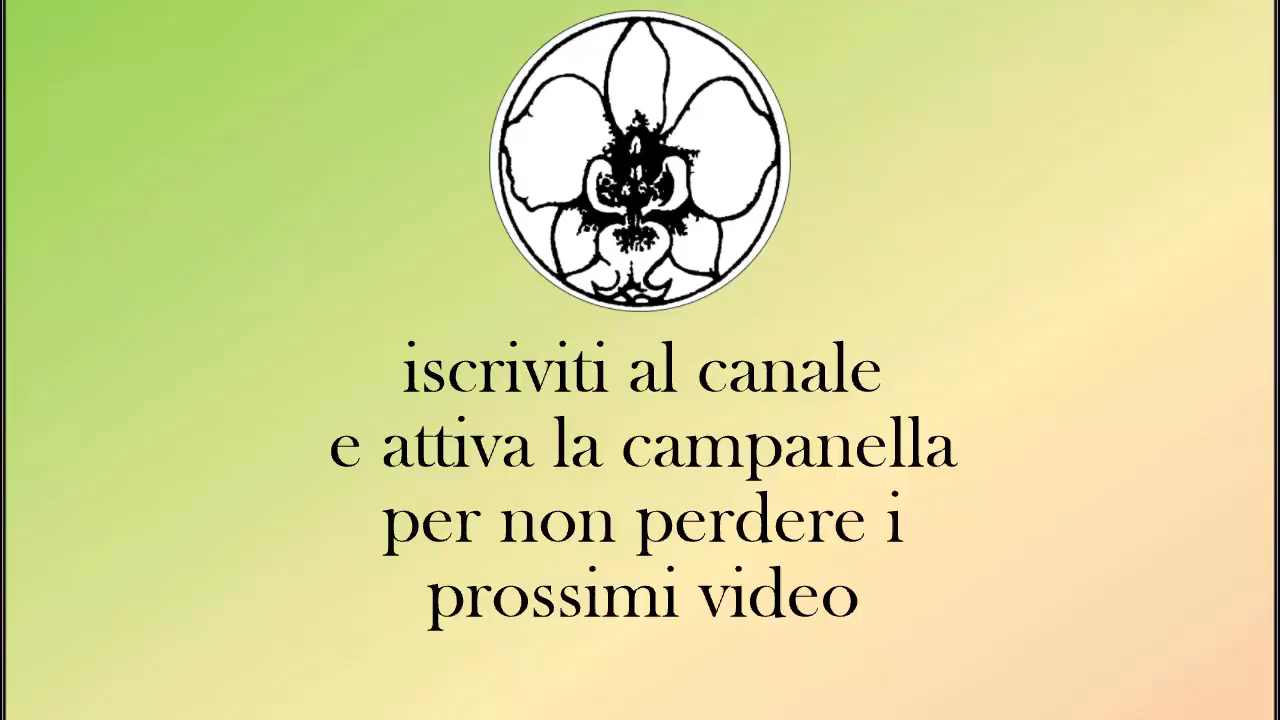 iscriviti al canale
e attiva la campanella
per non perdere i
prossimi video